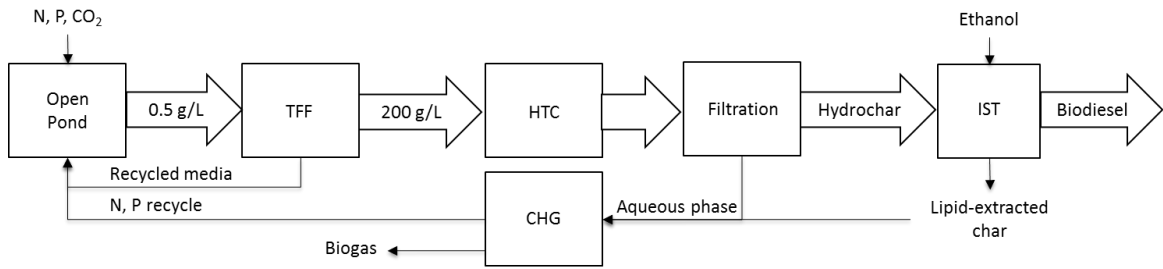 N, P, CO₂
Ethanol
Open
Pond
0.5 g/L
TFF
200 g/L
HTC
Filtration
Hydrochar
IST
Biodiesel
Recycled media
N, P recycle
CHG
Aqueous phase
Lipid-extracted
char
Biogas